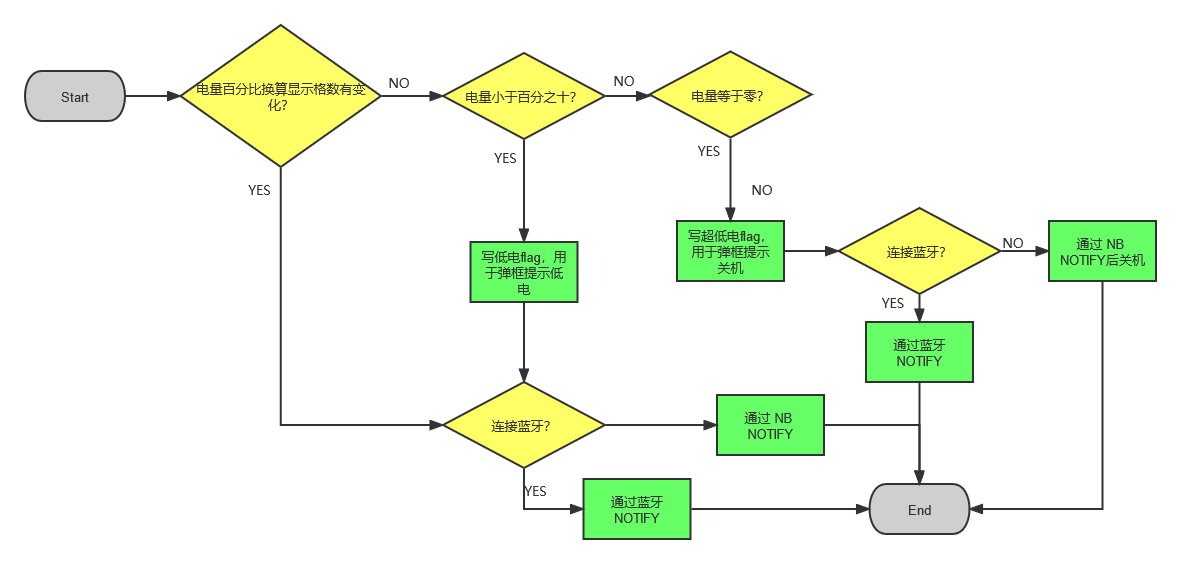 Start
电量百分比换算显示格数有变
化?
NO
电量小于百分之十?
NO
电量等于零?
YES
YES
YES
NO
写低电flag，用
于弹框提示低
电
写超低电flag，
用于弹框提示
关机
连接蓝牙?
NO
通过 NB
NOTIFY后关机
YES
通过蓝牙
NOTIFY
连接蓝牙?
通过 NB
NOTIFY
YES
通过蓝牙
NOTIFY
End